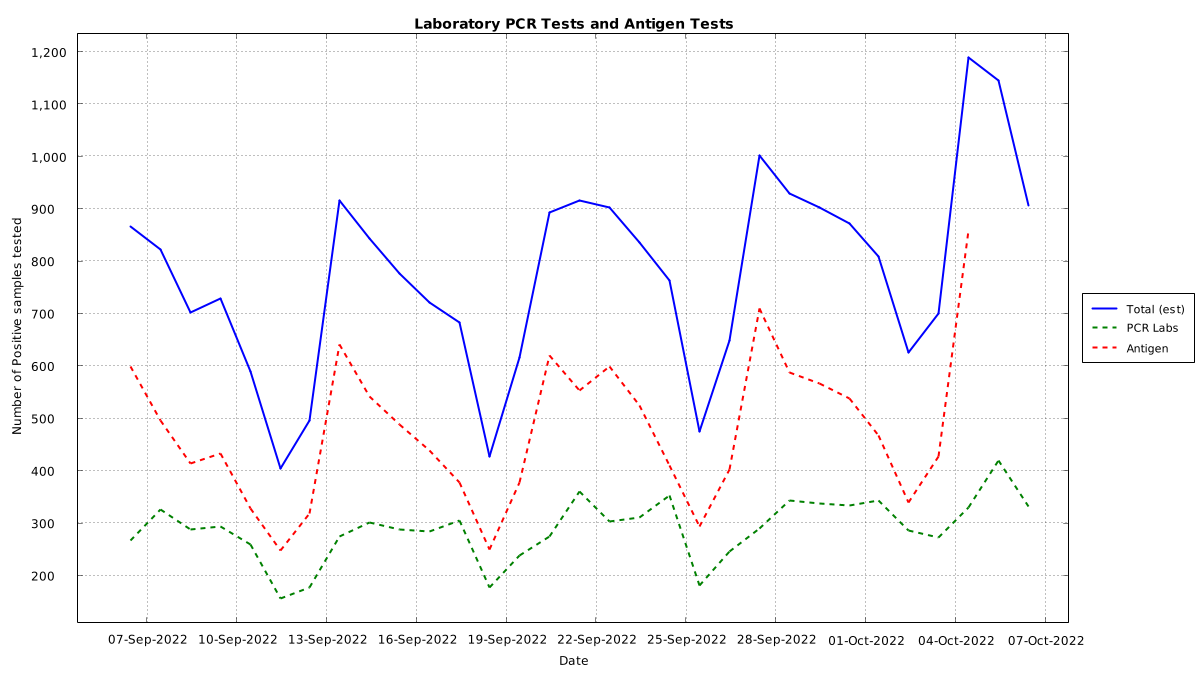 Laboratory PCR Tests and Antigen Tests
1,200
1,100
1,000
900
800
700
600
500
400
300
200
Number of Positive samples tested
07-Sep-2022 10-Sep-2022 13-Sep-2022 16-Sep-2022 19-Sep-2022 22-Sep-2022 25-Sep-2022 28-Sep-2022 01-Oct-2022 04-Oct-2022 07-Oct-2022
Date
Total (est)
PCR Labs
Antigen